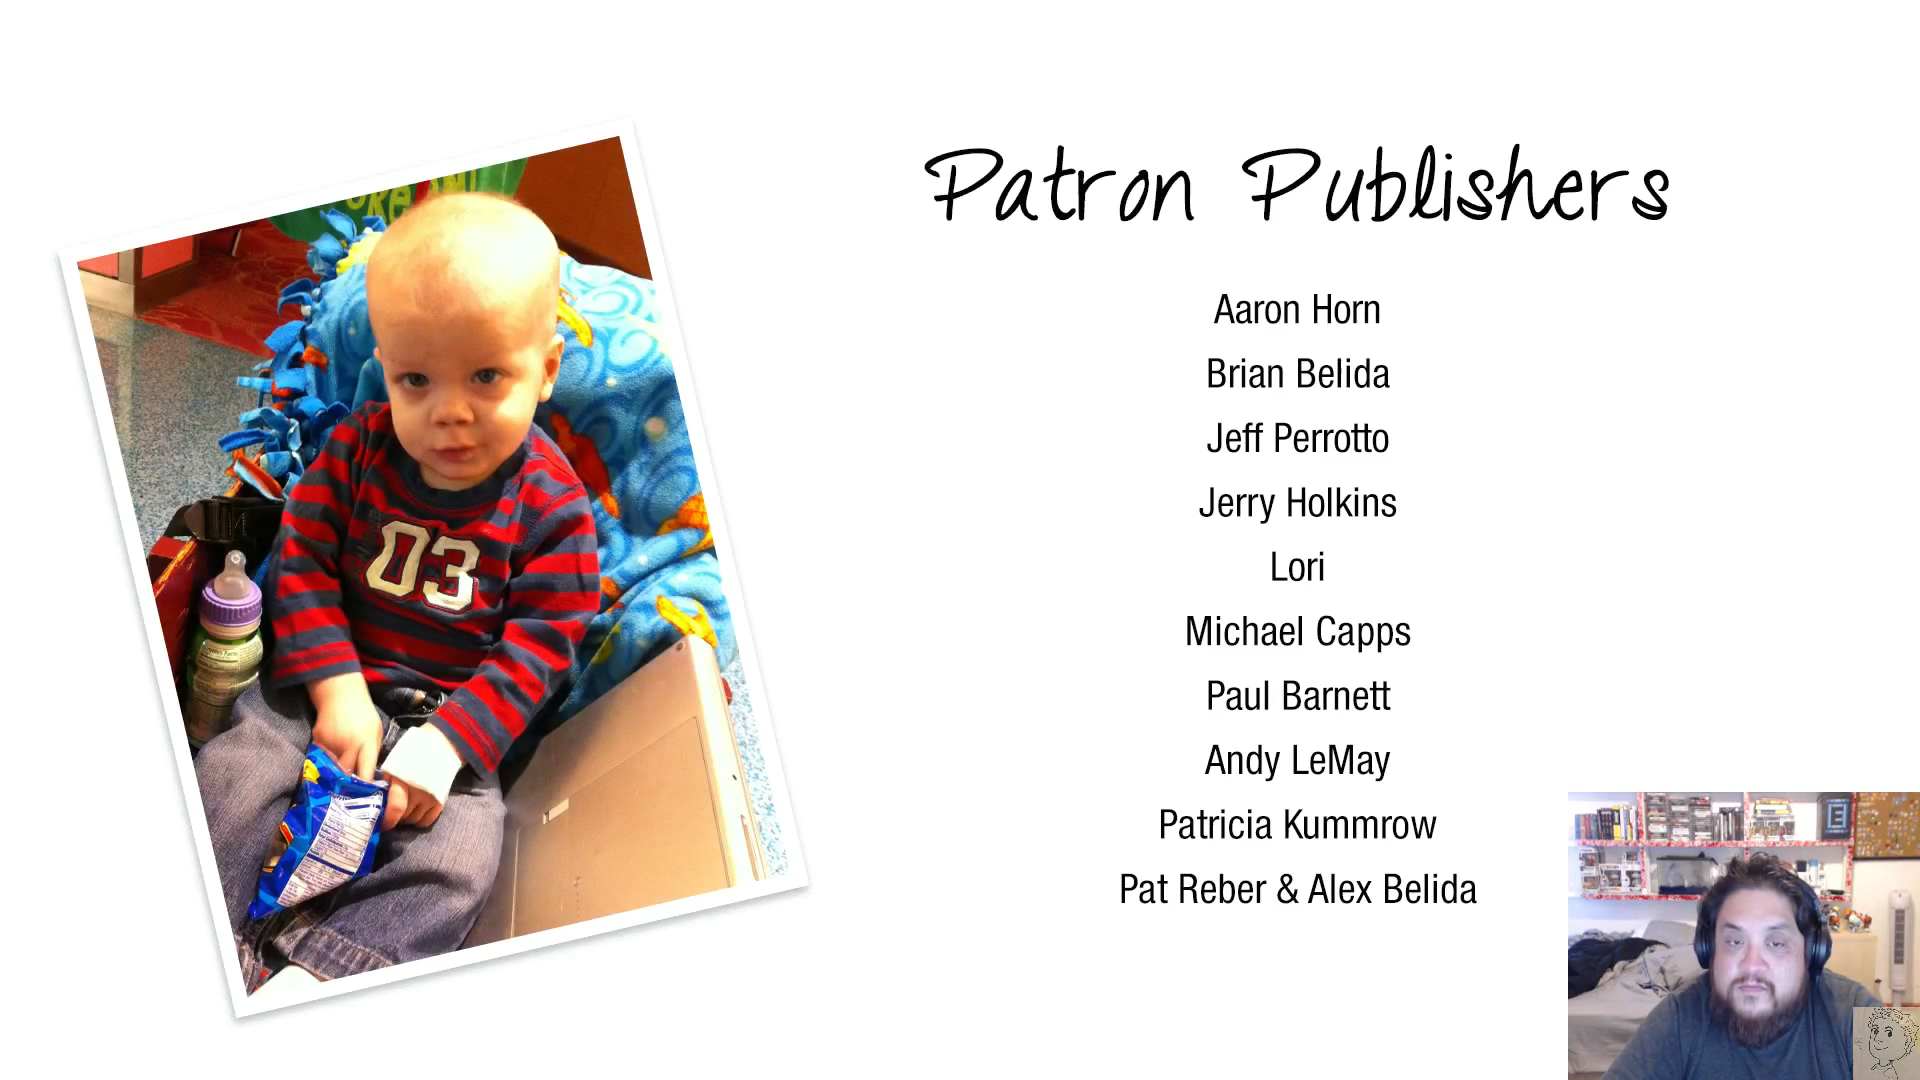 Patron Publishers
Aaron Horn
Brian Belida
Jeff Perrotto
Jerry Holkins
Lori
Michael Capps
Paul Barnett
Andy LeMay
Patricia Kummrow
Pat Reber & Alex Belida
03